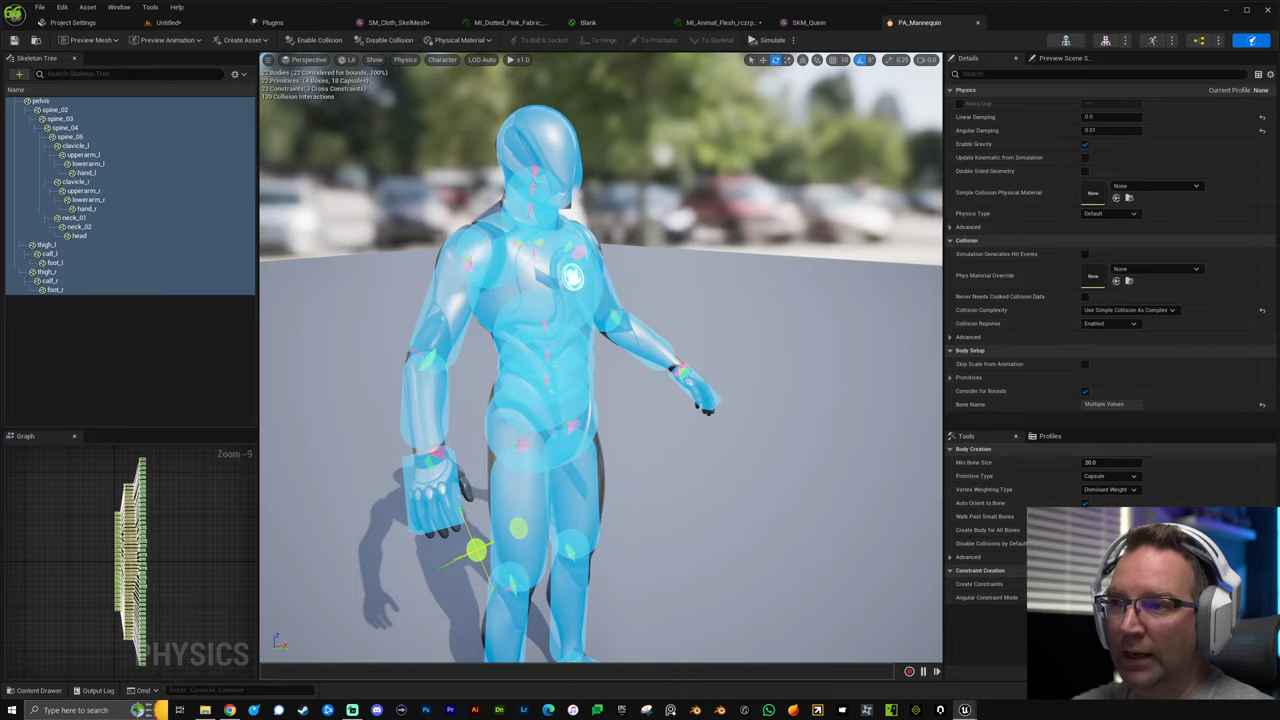 File Edit Asset Window Tools Help
Project Settings Untitled* Plugins SM_Cloth_SkelMesh* MI_Dotted_Pink_Fabric_... Blank MI_Animal_Flesh_rczrp...* SKM_Quinn PA_Mannequin
Preview Mesh Preview Animation Create Asset Enable Collision Disable Collision Physical Material To Ball & Socket To Hinge To Prismatic To Skeletal Simulate
Skeleton Tree
Search Skeleton Tree...
Name
pelvis
spine_02
spine_03
spine_04
spine_05
clavicle_l
upperarm_l
lowerarm_l
hand_l
clavicle_r
upperarm_r
lowerarm_r
hand_r
neck_01
neck_02
head
thigh_l
calf_l
foot_l
thigh_r
calf_r
foot_r
Graph
Zoom -9
PHYSICS
Perspective Lit Show Physics Character LOD Auto x1.0
10 5° 0.25 0.8
22 Bodies (22 Considered for bounds, 100%)
22 Primitives: (4 Boxes, 18 Capsules)
23 Constraints (3 Cross Constraints)
139 Collision Interactions
Details Preview Scene S...
Search
Physics Current Profile: None
Mass (kg)
Linear Damping 0.0
Angular Damping 0.01
Enable Gravity
Update Kinematic from Simulation
Double Sided Geometry
Simple Collision Physical Material None None
Physics Type Default
Advanced
Collision
Simulation Generates Hit Events
Phys Material Override None None
Never Needs Cooked Collision Data
Collision Complexity Use Simple Collision As Complex
Collision Reponse Enabled
Advanced
Body Setup
Skip Scale from Animation
Primitives
Consider for Bounds
Bone Name Multiple Values
Tools Profiles
Body Creation
Min Bone Size 20.0
Primitive Type Capsule
Vertex Weighting Type Dominant Weight
Auto Orient to Bone
Walk Past Small Bones
Create Body for All Bones
Disable Collisions by Default
Advanced
Constraint Creation
Create Constraints
Angular Constraint Mode
Content Drawer Output Log Cmd Enter Console Command
Type here to search